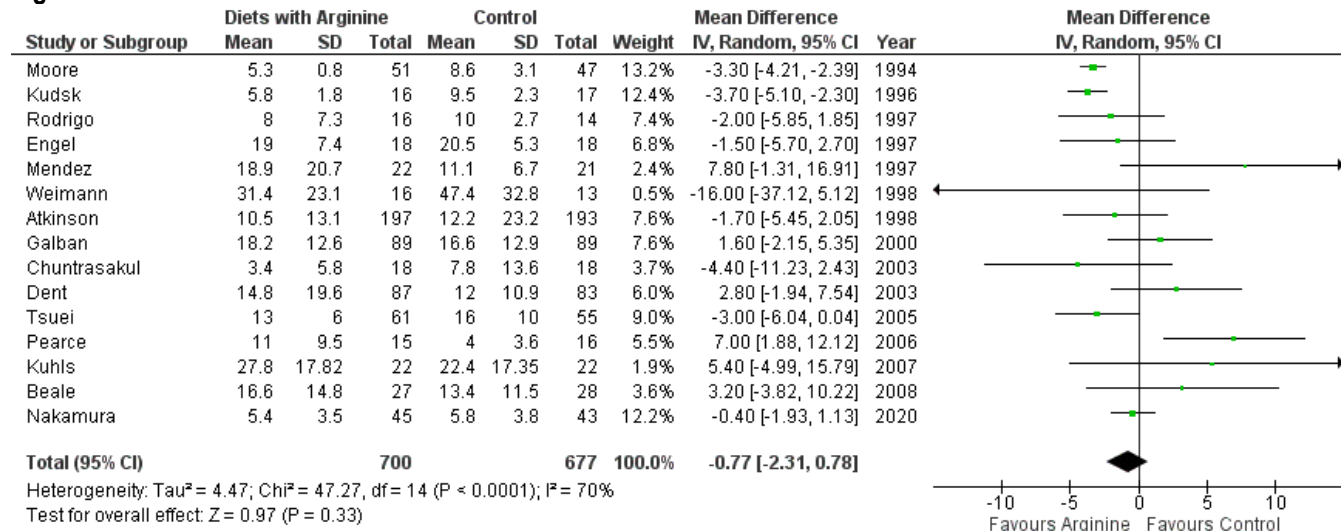 Diets with Arginine Control Mean Difference Mean Difference
Study or Subgroup Mean SD Total Mean SD Total Weight IV, Random, 95% CI Year IV, Random, 95% CI
Moore 5.3 0.8 51 8.6 3.1 47 13.2% -3.30 [-4.21, -2.39] 1994
Kudsk 5.8 1.8 16 9.5 2.3 17 12.4% -3.70 [-5.10, -2.30] 1996
Rodrigo 8 7.3 16 10 2.7 14 7.4% -2.00 [-5.85, 1.85] 1997
Engel 19 7.4 18 20.5 5.3 18 6.8% -1.50 [-5.70, 2.70] 1997
Mendez 18.9 20.7 22 11.1 6.7 21 2.4% 7.80 [-1.31, 16.91] 1997
Weimann 31.4 23.1 16 47.4 32.8 13 0.5% -16.00 [-37.12, 5.12] 1998
Atkinson 10.5 13.1 197 12.2 23.2 193 7.6% -1.70 [-5.45, 2.05] 1998
Galban 18.2 12.6 89 16.6 12.9 89 7.6% 1.60 [-2.15, 5.35] 2000
Chuntrasakul 3.4 5.8 18 7.8 13.6 18 3.7% -4.40 [-11.23, 2.43] 2003
Dent 14.8 19.6 87 12 10.9 83 6.0% 2.80 [-1.94, 7.54] 2003
Tsuei 13 6 61 16 10 55 9.0% -3.00 [-6.04, 0.04] 2005
Pearce 11 9.5 15 4 3.6 16 5.5% 7.00 [1.88, 12.12] 2006
Kuhls 27.8 17.82 22 22.4 17.35 22 1.9% 5.40 [-4.99, 15.79] 2007
Beale 16.6 14.8 27 13.4 11.5 28 3.6% 3.20 [-3.82, 10.22] 2008
Nakamura 5.4 3.5 45 5.8 3.8 43 12.2% -0.40 [-1.93, 1.13] 2020
Total (95% CI) 700 677 100.0% -0.77 [-2.31, 0.78]
Heterogeneity: Tau² = 4.47; Chi² = 47.27, df = 14 (P < 0.0001); I² = 70%
Test for overall effect: Z = 0.97 (P = 0.33)
-10 -5 0 5 10
Favours Arginine Favours Control